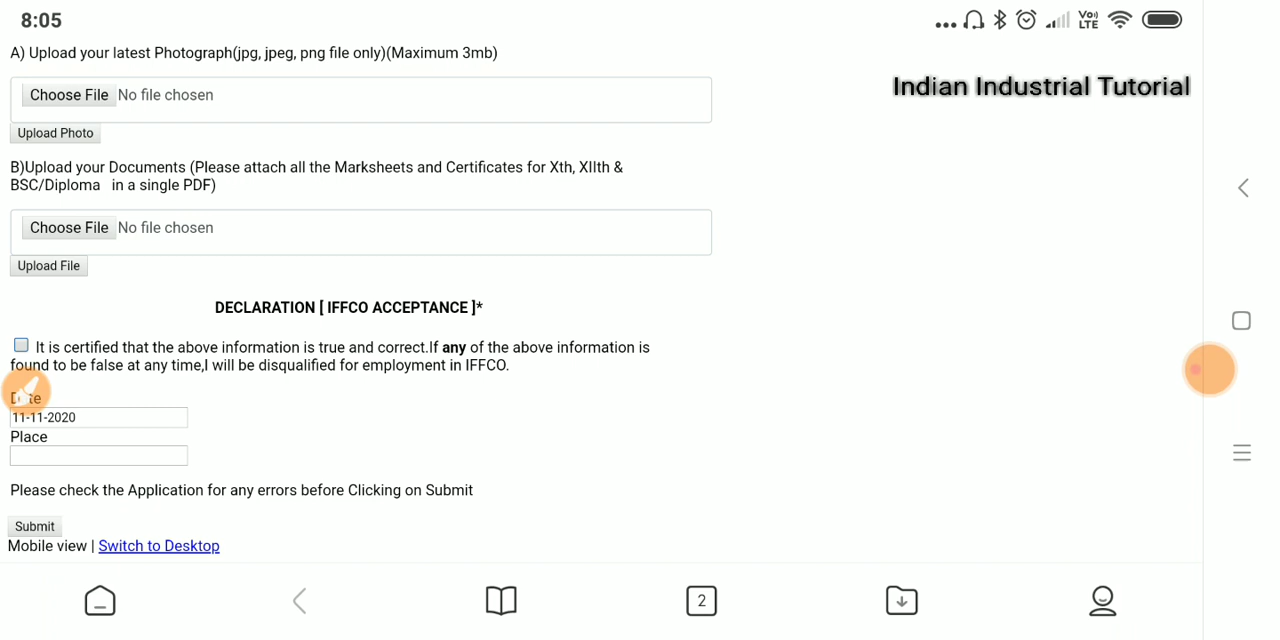 8:05
Vo)) LTE
A) Upload your latest Photograph(jpg, jpeg, png file only)(Maximum 3mb)
Indian Industrial Tutorial
Choose File No file chosen
Upload Photo
B)Upload your Documents (Please attach all the Marksheets and Certificates for Xth, XIIth &
BSC/Diploma in a single PDF)
Choose File No file chosen
Upload File
DECLARATION [ IFFCO ACCEPTANCE ]*
It is certified that the above information is true and correct.If any of the above information is
found to be false at any time,I will be disqualified for employment in IFFCO.
Date
11-11-2020
Place
Please check the Application for any errors before Clicking on Submit
Submit
Mobile view | Switch to Desktop
2